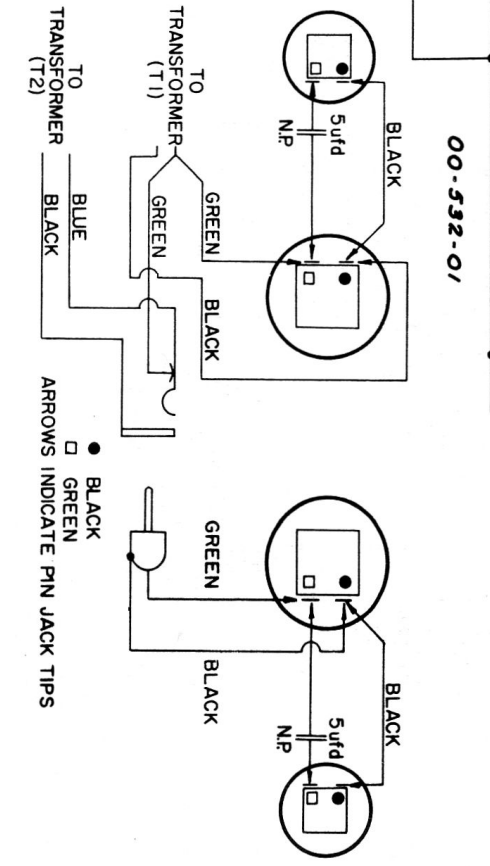 00-532-01
BLACK
5ufd
N.P.
BLACK
5ufd
N.P.
TO
TRANSFORMER
(T1)
GREEN
BLACK
GREEN
GREEN
BLACK
TO
TRANSFORMER
(T2)
BLUE
BLACK
● BLACK
□ GREEN
ARROWS INDICATE PIN JACK TIPS